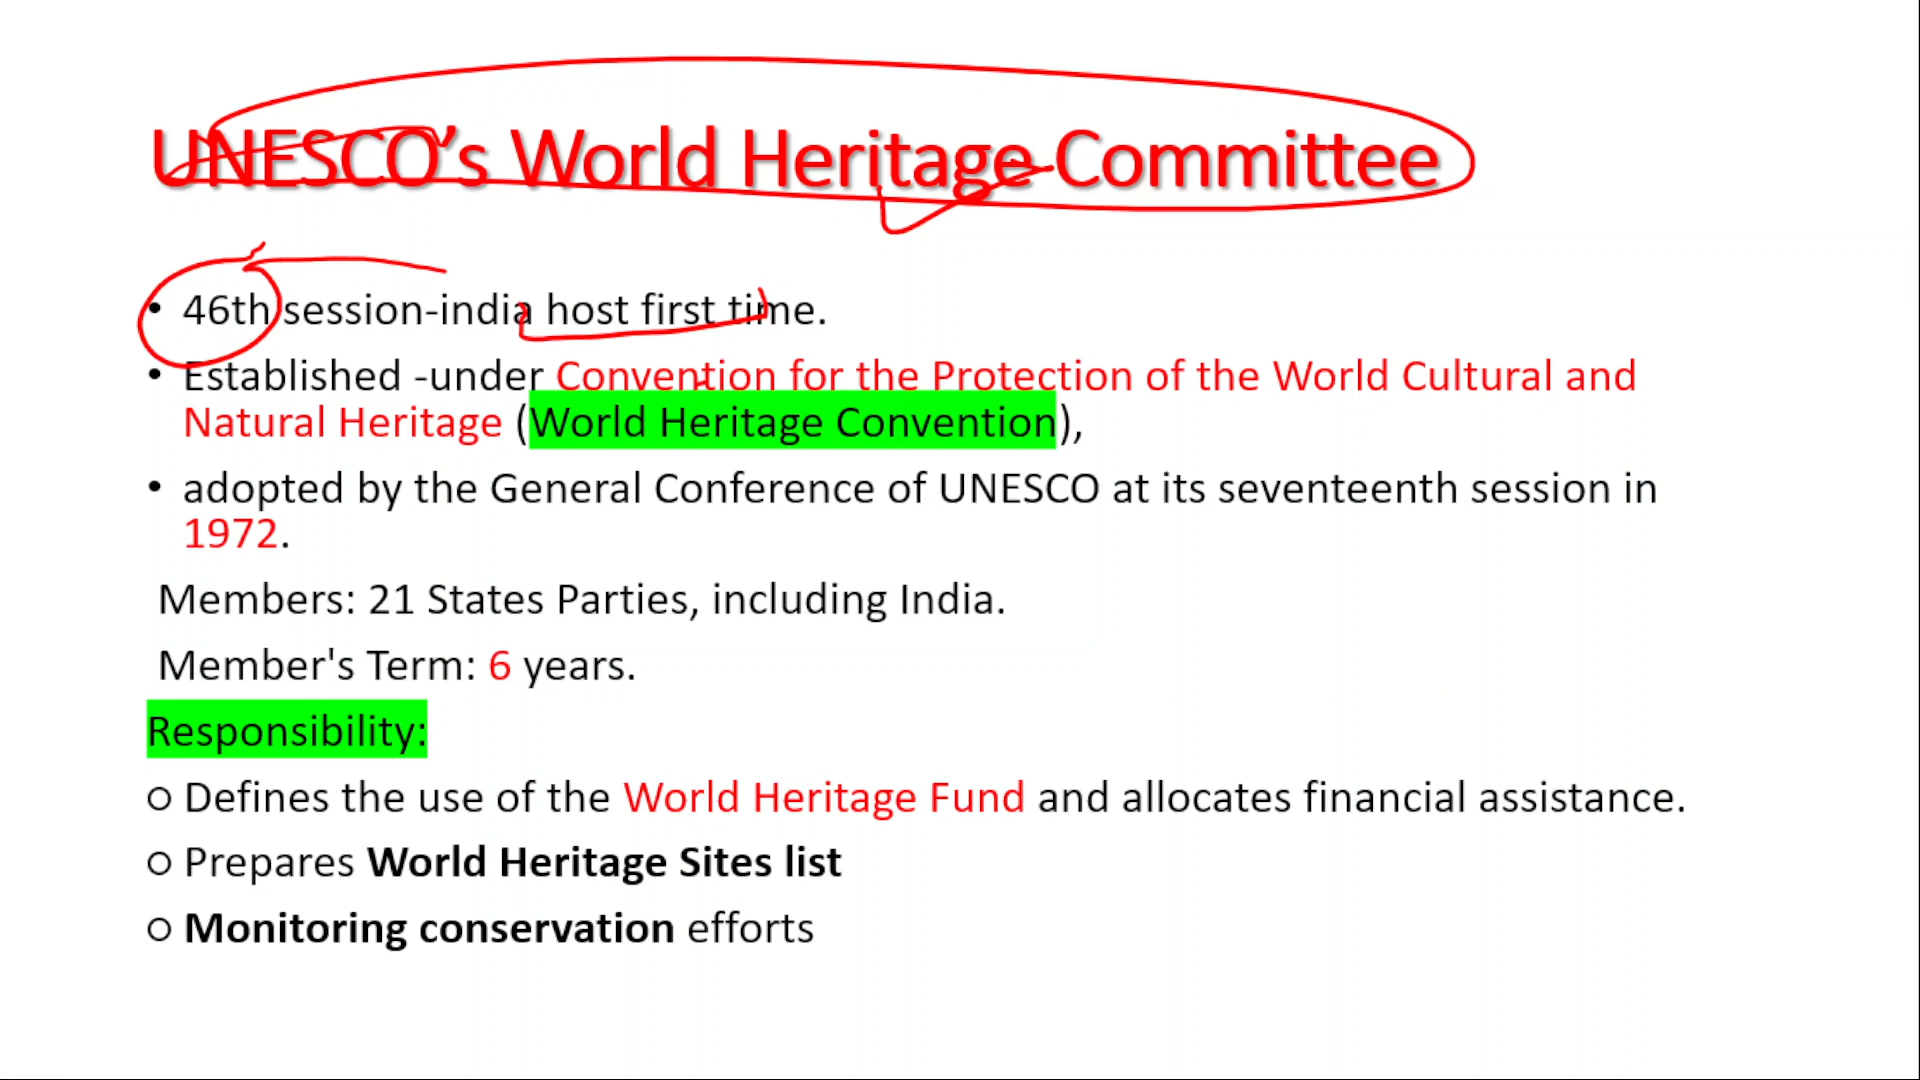 UNESCO’s World Heritage Committee
• 46th session-india host first time.
• Established -under Convention for the Protection of the World Cultural and
Natural Heritage (World Heritage Convention),
• adopted by the General Conference of UNESCO at its seventeenth session in
1972.
Members: 21 States Parties, including India.
Member's Term: 6 years.
Responsibility:
○ Defines the use of the World Heritage Fund and allocates financial assistance.
○ Prepares World Heritage Sites list
○ Monitoring conservation efforts